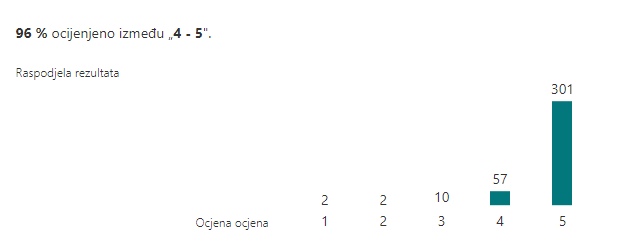 96 % ocijenjeno između „4 - 5“.
Raspodjela rezultata
301
57
2 2 10
Ocjena ocjena 1 2 3 4 5